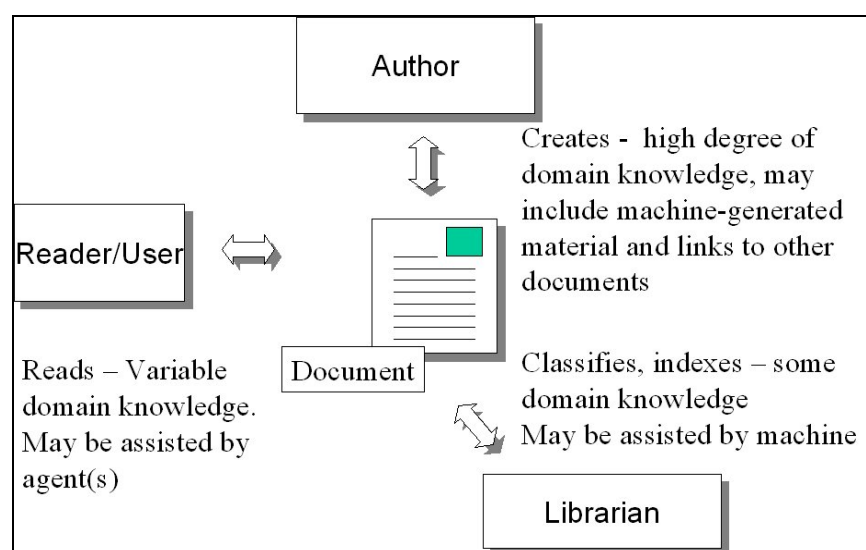 Author
Creates - high degree of
domain knowledge, may
include machine-generated
material and links to other
documents
Reader/User
Reads – Variable
domain knowledge.
May be assisted by
agent(s)
Document
Classifies, indexes – some
domain knowledge
May be assisted by machine
Librarian